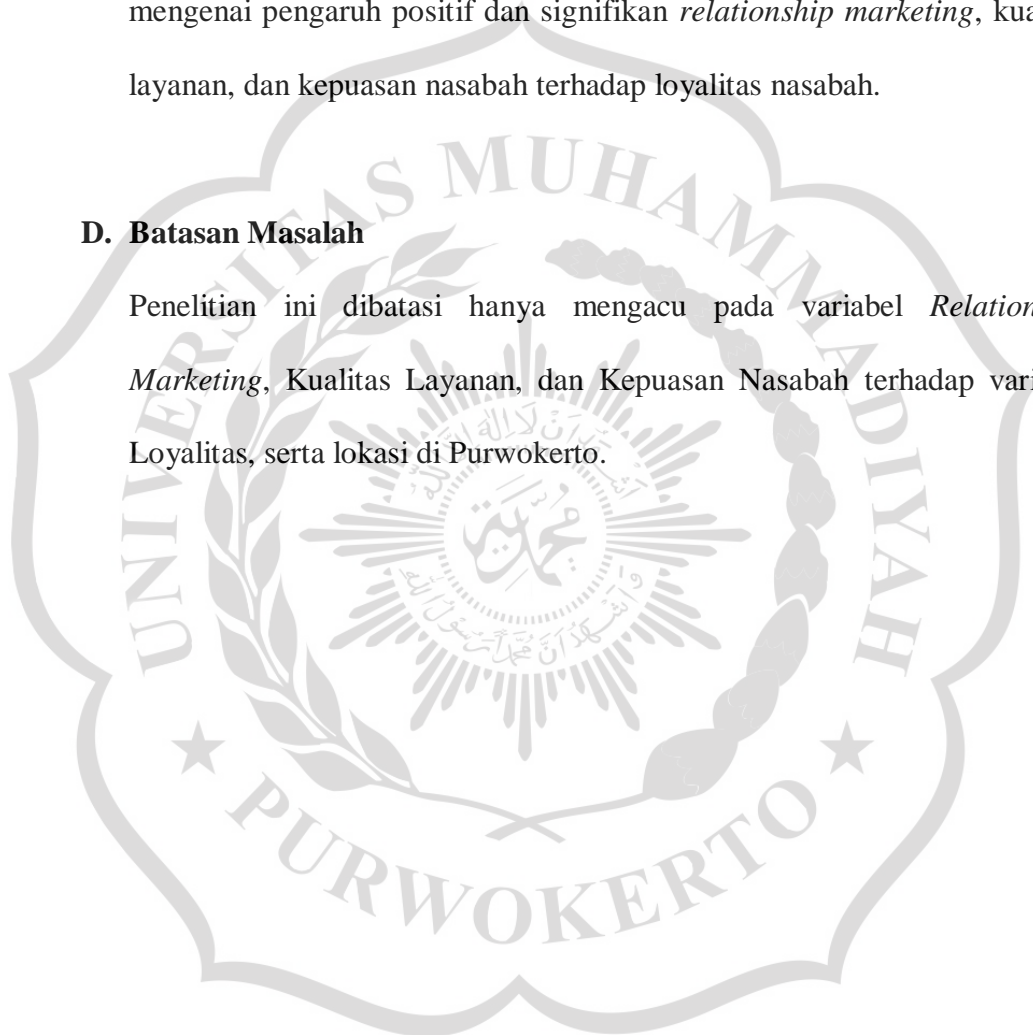 mengenai pengaruh positif dan signifikan relationship marketing, kua
layanan, dan kepuasan nasabah terhadap loyalitas nasabah.
D. Batasan Masalah
Penelitian ini dibatasi hanya mengacu pada variabel Relation
Marketing, Kualitas Layanan, dan Kepuasan Nasabah terhadap vari
Loyalitas, serta lokasi di Purwokerto.
UNIVERSITAS MUHAMMADIYAH
PURWOKERTO